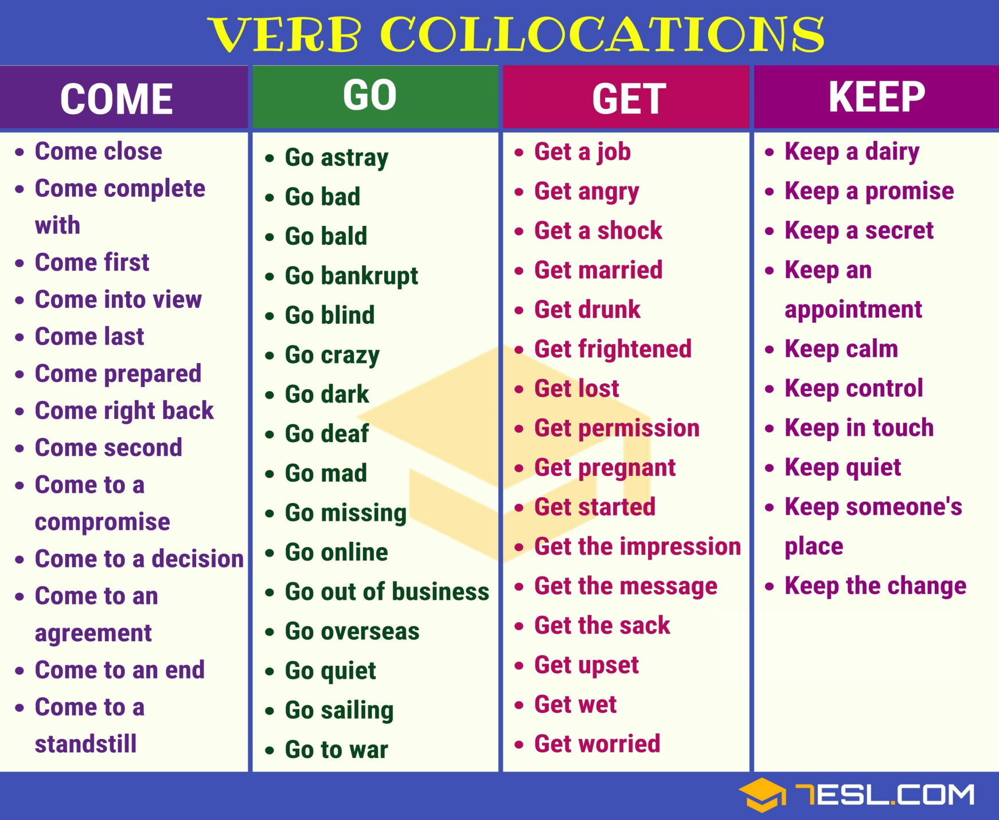 VERB COLLOCATIONS
COME
• Come close
• Come complete
with
• Come first
• Come into view
• Come last
• Come prepared
• Come right back
• Come second
• Come to a
compromise
• Come to a decision
• Come to an
agreement
• Come to an end
• Come to a
standstill
GO
• Go astray
• Go bad
• Go bald
• Go bankrupt
• Go blind
• Go crazy
• Go dark
• Go deaf
• Go mad
• Go missing
• Go online
• Go out of business
• Go overseas
• Go quiet
• Go sailing
• Go to war
GET
• Get a job
• Get angry
• Get a shock
• Get married
• Get drunk
• Get frightened
• Get lost
• Get permission
• Get pregnant
• Get started
• Get the impression
• Get the message
• Get the sack
• Get upset
• Get wet
• Get worried
KEEP
• Keep a dairy
• Keep a promise
• Keep a secret
• Keep an
appointment
• Keep calm
• Keep control
• Keep in touch
• Keep quiet
• Keep someone's
place
• Keep the change
7ESL.COM